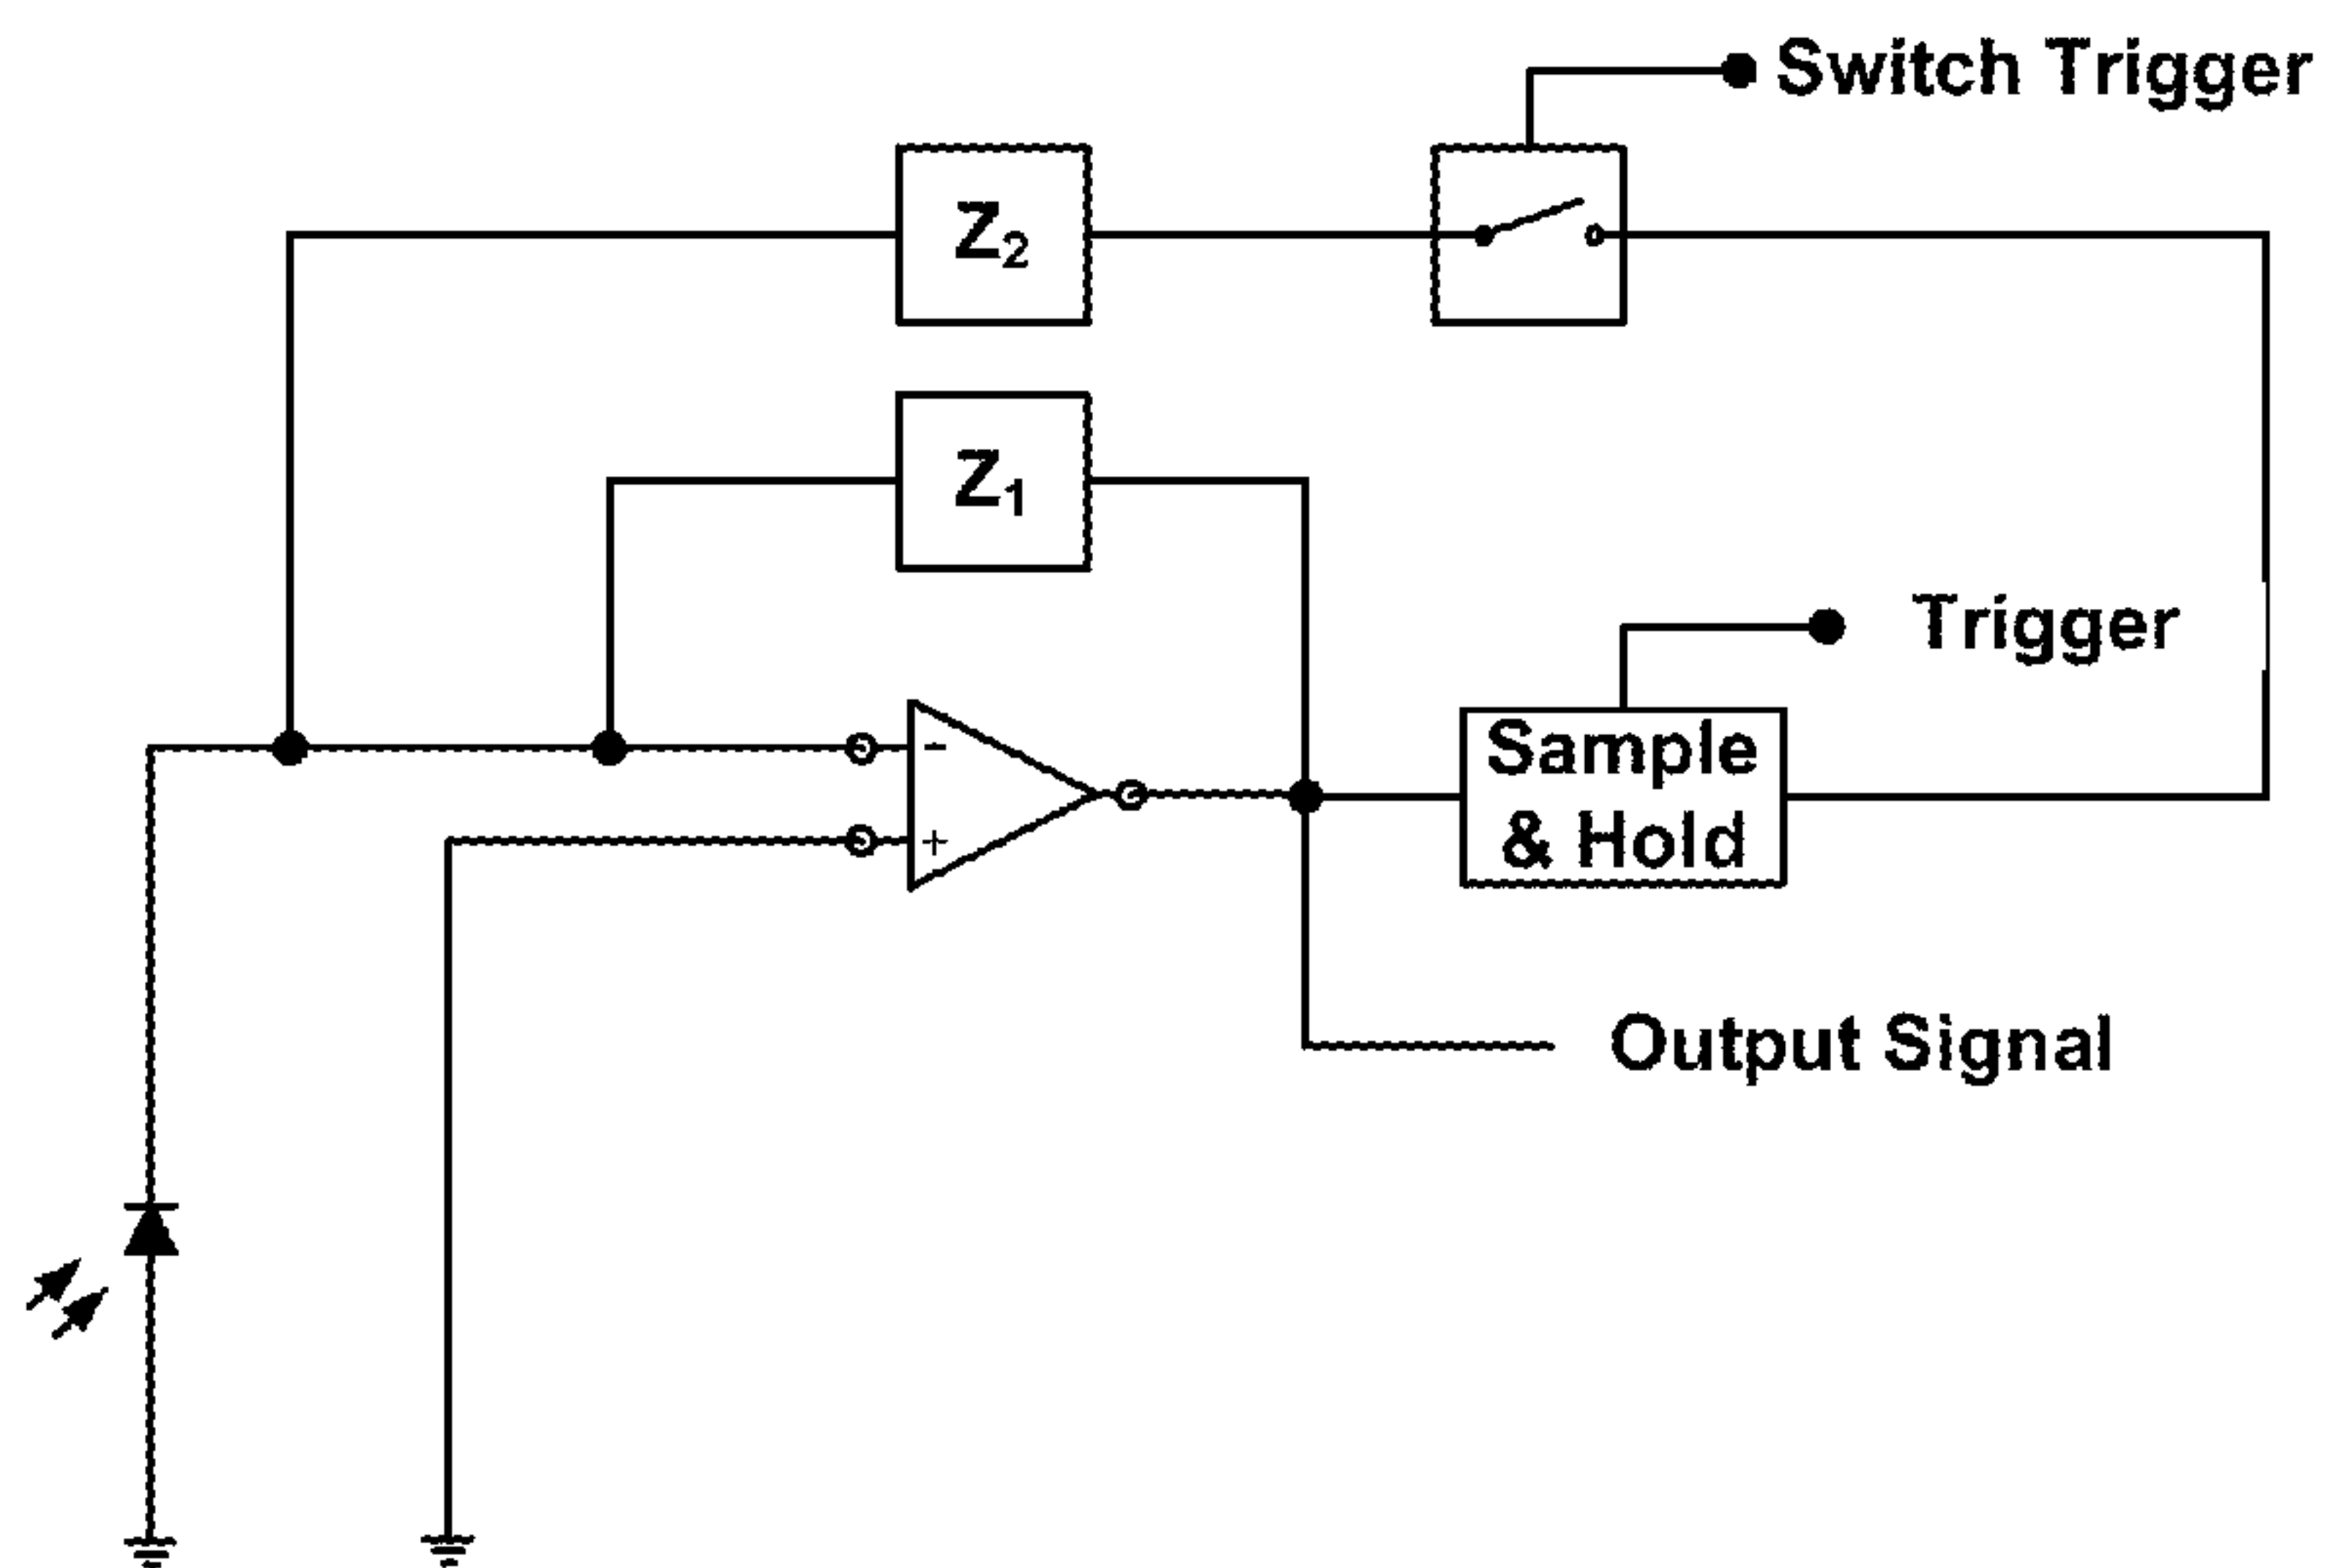 Switch Trigger
Z₂
Z₁
Trigger
Sample
& Hold
-
+
Output Signal